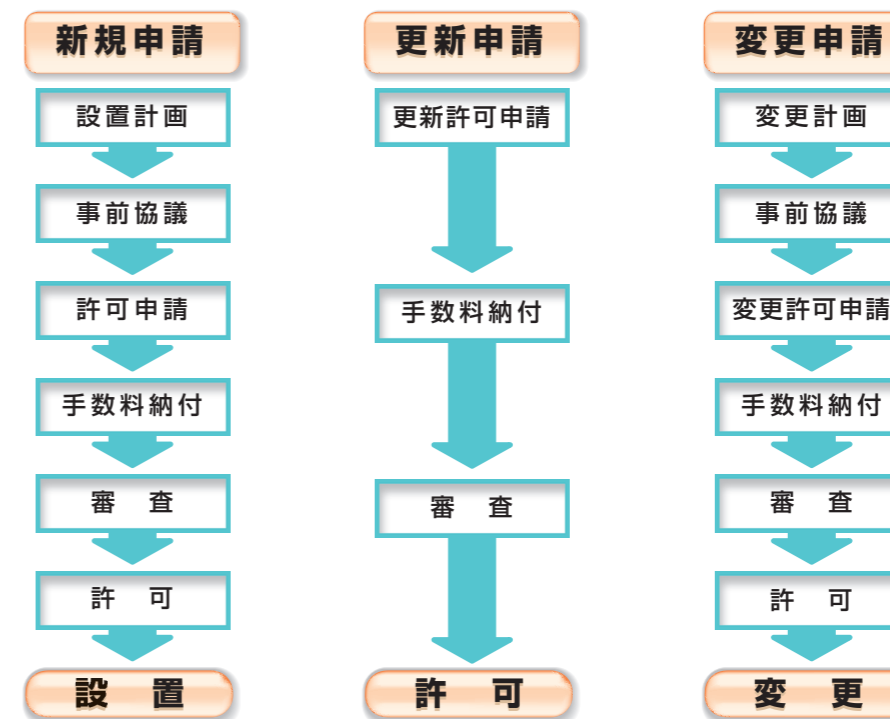 新規申請
設置計画
事前協議
許可申請
手数料納付
審　査
許　可
設　置
更新申請
更新許可申請
手数料納付
審　査
許　可
変更申請
変更計画
事前協議
変更許可申請
手数料納付
審　査
許　可
変　更